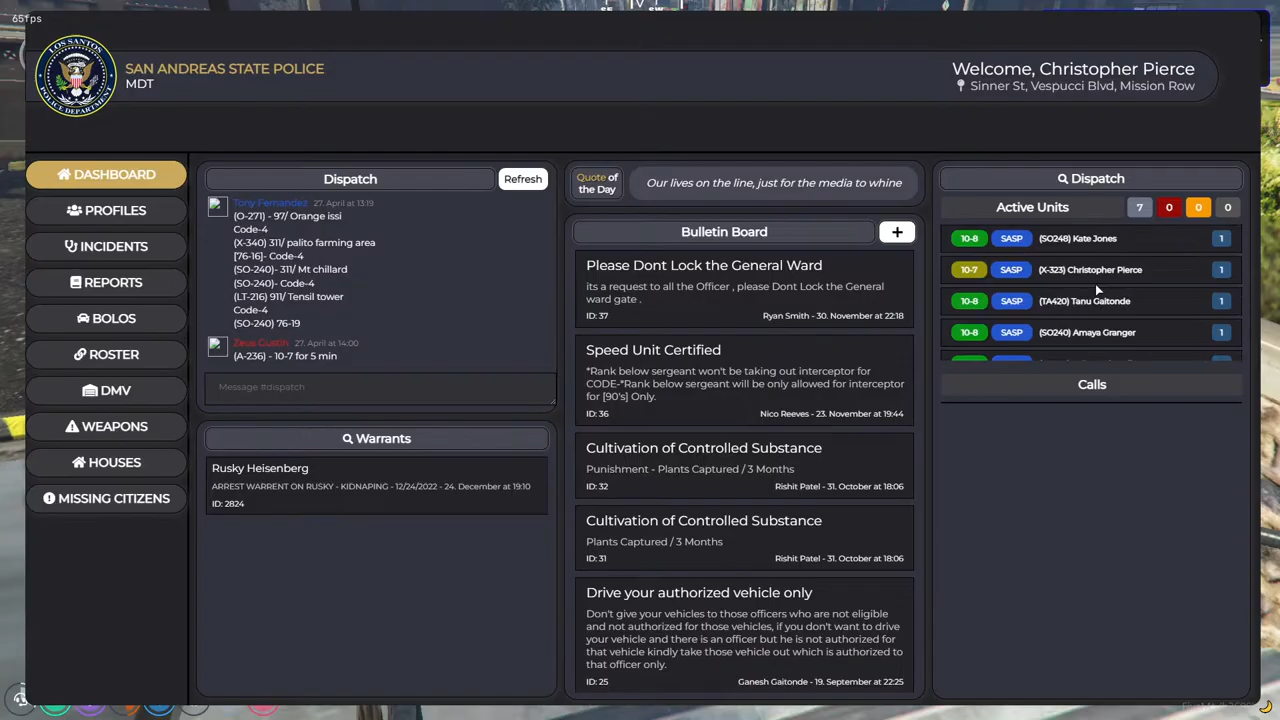 65fps
SE
SW
LOS SANTOS
POLICE DEPARTMENT
SAN ANDREAS STATE POLICE
MDT
Welcome, Christopher Pierce
Sinner St, Vespucci Blvd, Mission Row
DASHBOARD
PROFILES
INCIDENTS
REPORTS
BOLOS
ROSTER
DMV
WEAPONS
HOUSES
MISSING CITIZENS
Dispatch
Refresh
Tony Fernandez 27. April at 13:19
(O-271) - 97/ Orange issi
Code-4
(X-340) 311/ palito farming area
[76-16]- Code-4
(SO-240)- 311/ Mt chillard
(SO-240)- Code-4
(LT-216) 911/ Tensil tower
Code-4
(SO-240) 76-19
Zeus Gustin 27. April at 14:00
(A-236) - 10-7 for 5 min
Message #dispatch
Warrants
Rusky Heisenberg
ARREST WARRENT ON RUSKY - KIDNAPING - 12/24/2022 - 24. December at 19:10
ID: 2824
Quote of
the Day
Our lives on the line, just for the media to whine
Bulletin Board
+
Please Dont Lock the General Ward
its a request to all the Officer , please Dont Lock the General
ward gate .
ID: 37
Ryan Smith - 30. November at 22:18
Speed Unit Certified
*Rank below sergeant won't be taking out interceptor for
CODE-*Rank below sergeant will be only allowed for interceptor
for [90's] Only.
ID: 36
Nico Reeves - 23. November at 19:44
Cultivation of Controlled Substance
Punishment - Plants Captured / 3 Months
ID: 32
Rishit Patel - 31. October at 18:06
Cultivation of Controlled Substance
Plants Captured / 3 Months
ID: 31
Rishit Patel - 31. October at 18:06
Drive your authorized vehicle only
Don't give your vehicles to those officers who are not eligible
and not authorized for those vehicles, if you don't want to drive
your vehicle and there is an officer but he is not authorized for
that vehicle kindly take those vehicle out which is authorized to
that officer only.
ID: 25
Ganesh Gaitonde - 19. September at 22:25
Dispatch
Active Units 7 0 0 0
10-8 SASP (SO248) Kate Jones 1
10-7 SASP (X-323) Christopher Pierce 1
10-8 SASP (TA420) Tanu Gaitonde 1
10-8 SASP (SO240) Amaya Granger 1
Calls